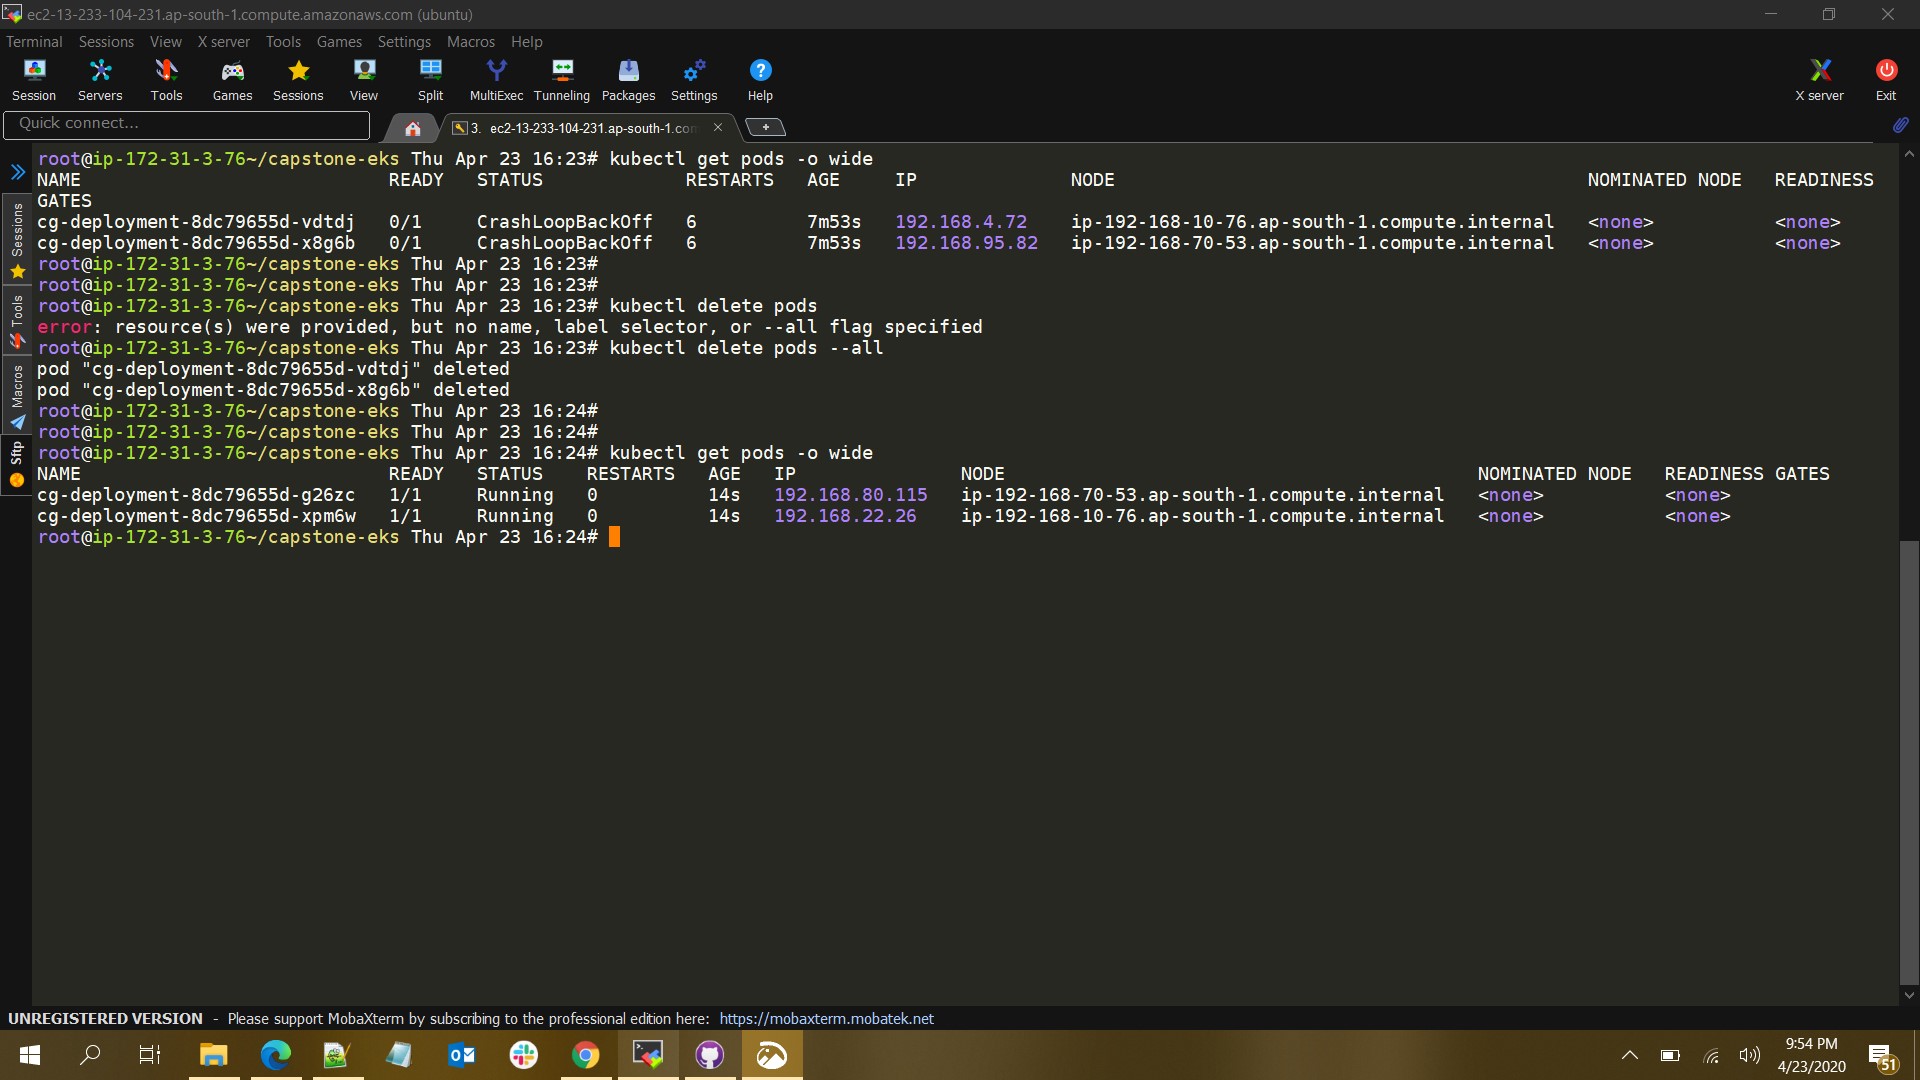 ec2-13-233-104-231.ap-south-1.compute.amazonaws.com (ubuntu)
Terminal Sessions View X server Tools Games Settings Macros Help
Session Servers Tools Games Sessions View Split MultiExec Tunneling Packages Settings Help X server Exit
Quick connect...
3. ec2-13-233-104-231.ap-south-1.com
root@ip-172-31-3-76~/capstone-eks Thu Apr 23 16:23# kubectl get pods -o wide
NAME READY STATUS RESTARTS AGE IP NODE NOMINATED NODE READINESS
GATES
cg-deployment-8dc79655d-vdtdj 0/1 CrashLoopBackOff 6 7m53s 192.168.4.72 ip-192-168-10-76.ap-south-1.compute.internal <none> <none>
cg-deployment-8dc79655d-x8g6b 0/1 CrashLoopBackOff 6 7m53s 192.168.95.82 ip-192-168-70-53.ap-south-1.compute.internal <none> <none>
root@ip-172-31-3-76~/capstone-eks Thu Apr 23 16:23#
root@ip-172-31-3-76~/capstone-eks Thu Apr 23 16:23#
root@ip-172-31-3-76~/capstone-eks Thu Apr 23 16:23# kubectl delete pods
error: resource(s) were provided, but no name, label selector, or --all flag specified
root@ip-172-31-3-76~/capstone-eks Thu Apr 23 16:23# kubectl delete pods --all
pod "cg-deployment-8dc79655d-vdtdj" deleted
pod "cg-deployment-8dc79655d-x8g6b" deleted
root@ip-172-31-3-76~/capstone-eks Thu Apr 23 16:24#
root@ip-172-31-3-76~/capstone-eks Thu Apr 23 16:24#
root@ip-172-31-3-76~/capstone-eks Thu Apr 23 16:24# kubectl get pods -o wide
NAME READY STATUS RESTARTS AGE IP NODE NOMINATED NODE READINESS GATES
cg-deployment-8dc79655d-g26zc 1/1 Running 0 14s 192.168.80.115 ip-192-168-70-53.ap-south-1.compute.internal <none> <none>
cg-deployment-8dc79655d-xpm6w 1/1 Running 0 14s 192.168.22.26 ip-192-168-10-76.ap-south-1.compute.internal <none> <none>
root@ip-172-31-3-76~/capstone-eks Thu Apr 23 16:24#
Sessions
Tools
Macros
Sftp
UNREGISTERED VERSION - Please support MobaXterm by subscribing to the professional edition here: https://mobaxterm.mobatek.net
9:54 PM
4/23/2020
51